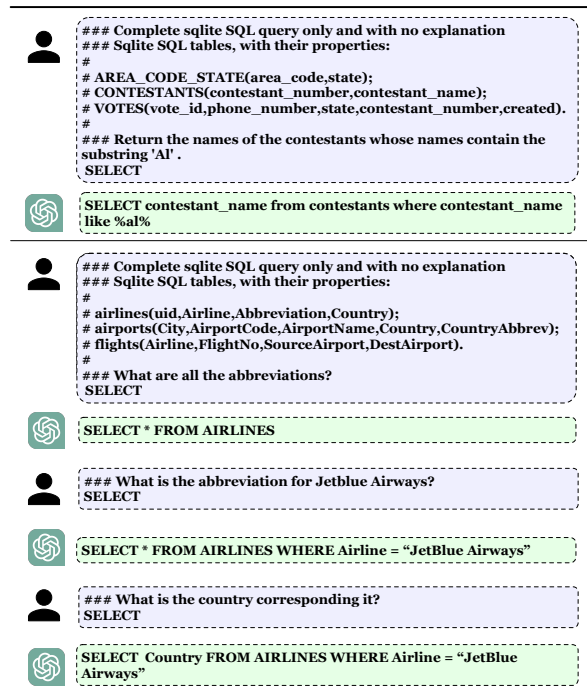 ### Complete sqlite SQL query only and with no explanation
### Sqlite SQL tables, with their properties:
#
# AREA_CODE_STATE(area_code,state);
# CONTESTANTS(contestant_number,contestant_name);
# VOTES(vote_id,phone_number,state,contestant_number,created).
#
### Return the names of the contestants whose names contain the
substring 'Al' .
SELECT
SELECT contestant_name from contestants where contestant_name
like %al%
### Complete sqlite SQL query only and with no explanation
### Sqlite SQL tables, with their properties:
#
# airlines(uid,Airline,Abbreviation,Country);
# airports(City,AirportCode,AirportName,Country,CountryAbbrev);
# flights(Airline,FlightNo,SourceAirport,DestAirport).
#
### What are all the abbreviations?
SELECT
SELECT * FROM AIRLINES
### What is the abbreviation for Jetblue Airways?
SELECT
SELECT * FROM AIRLINES WHERE Airline = “JetBlue Airways”
### What is the country corresponding it?
SELECT
SELECT Country FROM AIRLINES WHERE Airline = “JetBlue
Airways”